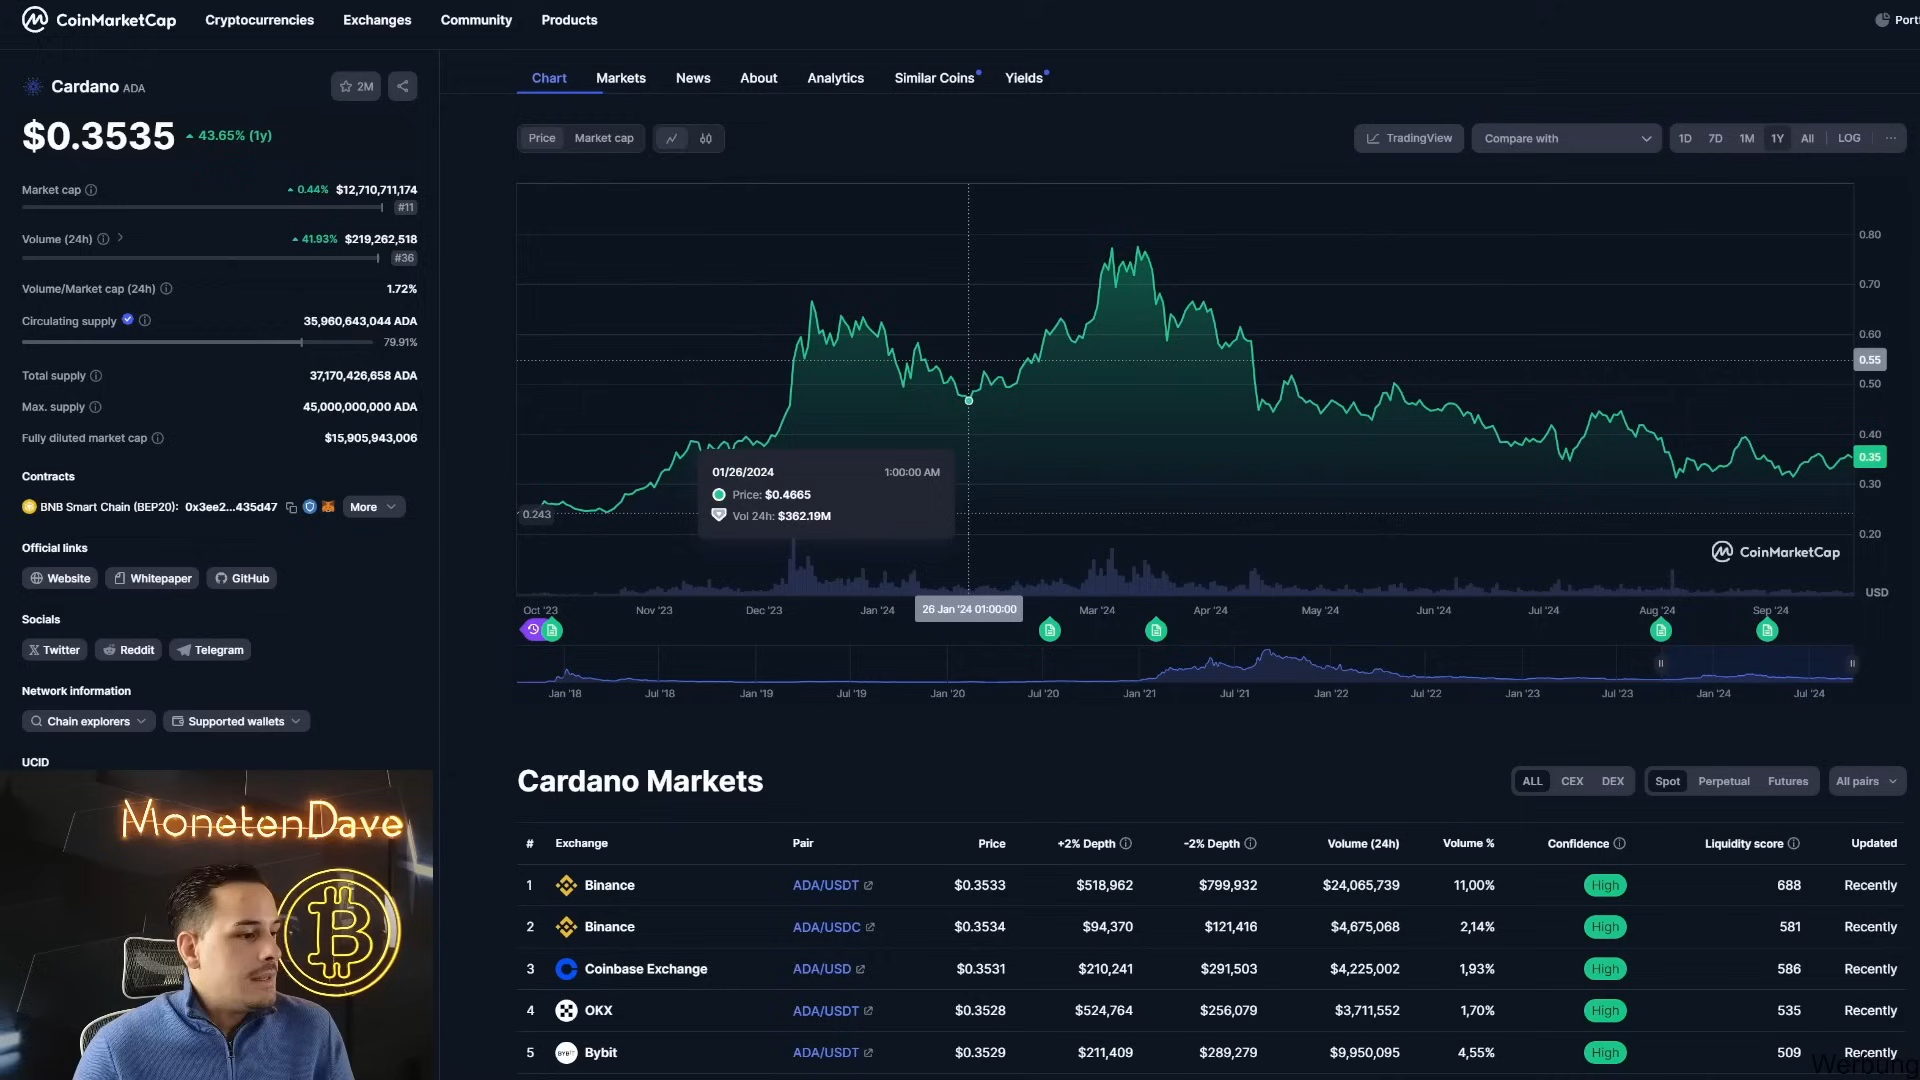 CoinMarketCap Cryptocurrencies Exchanges Community Products
Cardano ADA 2M
$0.3535 43.65% (1y)
Market cap 0.44% $12,710,711,174
#11
Volume (24h) 41.93% $219,262,518
#36
Volume/Market cap (24h) 1.72%
Circulating supply 35,960,643,044 ADA
79.91%
Total supply 37,170,426,658 ADA
Max. supply 45,000,000,000 ADA
Fully diluted market cap $15,905,943,006
Contracts
BNB Smart Chain (BEP20): 0x3ee2...435d47 More
Official links
Website Whitepaper GitHub
Socials
Twitter Reddit Telegram
Network information
Chain explorers Supported wallets
UCID
MonetenDave
Chart Markets News About Analytics Similar Coins Yields
Price Market cap TradingView Compare with 1D 7D 1M 1Y All LOG ...
0.80
0.70
0.60
0.55
0.50
0.40
0.35
0.30
0.20
USD
0.243
01/26/2024 1:00:00 AM
Price: $0.4665
Vol 24h: $362.19M
CoinMarketCap
Oct '23 Nov '23 Dec '23 Jan '24 26 Jan '24 01:00:00 Mar '24 Apr '24 May '24 Jun '24 Jul '24 Aug '24 Sep '24
Jan '18 Jul '18 Jan '19 Jul '19 Jan '20 Jul '20 Jan '21 Jul '21 Jan '22 Jul '22 Jan '23 Jul '23 Jan '24 Jul '24
Cardano Markets ALL CEX DEX Spot Perpetual Futures All pairs
# Exchange Pair Price +2% Depth -2% Depth Volume (24h) Volume % Confidence Liquidity score Updated
1 Binance ADA/USDT $0.3533 $518,962 $799,932 $24,065,739 11,00% High 688 Recently
2 Binance ADA/USDC $0.3534 $94,370 $121,416 $4,675,068 2,14% High 581 Recently
3 Coinbase Exchange ADA/USD $0.3531 $210,241 $291,503 $4,225,002 1,93% High 586 Recently
4 OKX ADA/USDT $0.3528 $524,764 $256,079 $3,711,552 1,70% High 535 Recently
5 Bybit ADA/USDT $0.3529 $211,409 $289,279 $9,950,095 4,55% High 509 Recently
Werbung